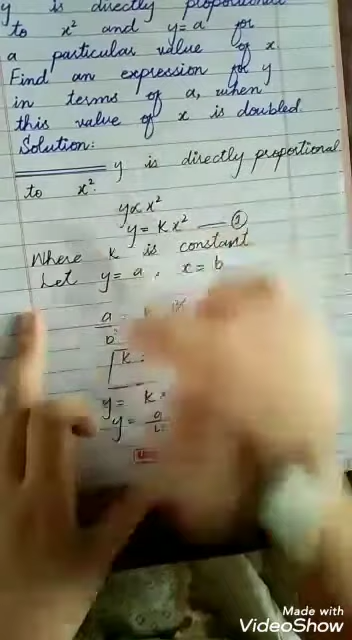 y is directly proportional
to x² and y = a for
a particular value of x.
Find an expression for y
in terms of a, when
this value of x is doubled.
Solution:
y is directly proportional
to x².
y ∝ x²
y = Kx² — ①
Where K is constant
Let y = a, x = b
a
b²
K =
y = K =
y = a
Made with
VideoShow